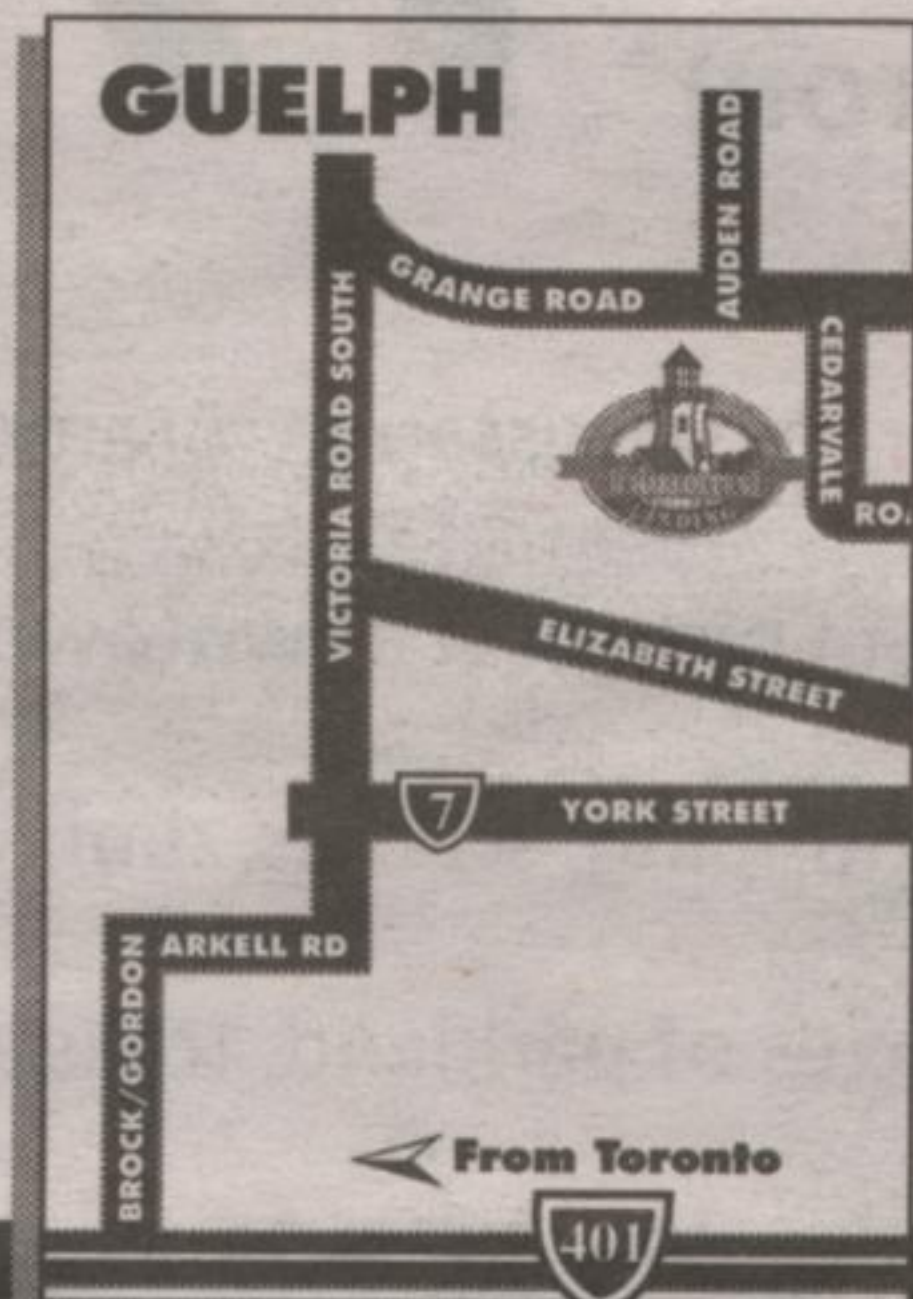 GUELPH
AUDEN ROAD
GRANGE ROAD
VICTORIA ROAD SOUTH
CEDARVALE
LANDING
ELIZABETH STREET
7
YORK STREET
ARKELL RD
BROCK/GORDON
From Toronto
401